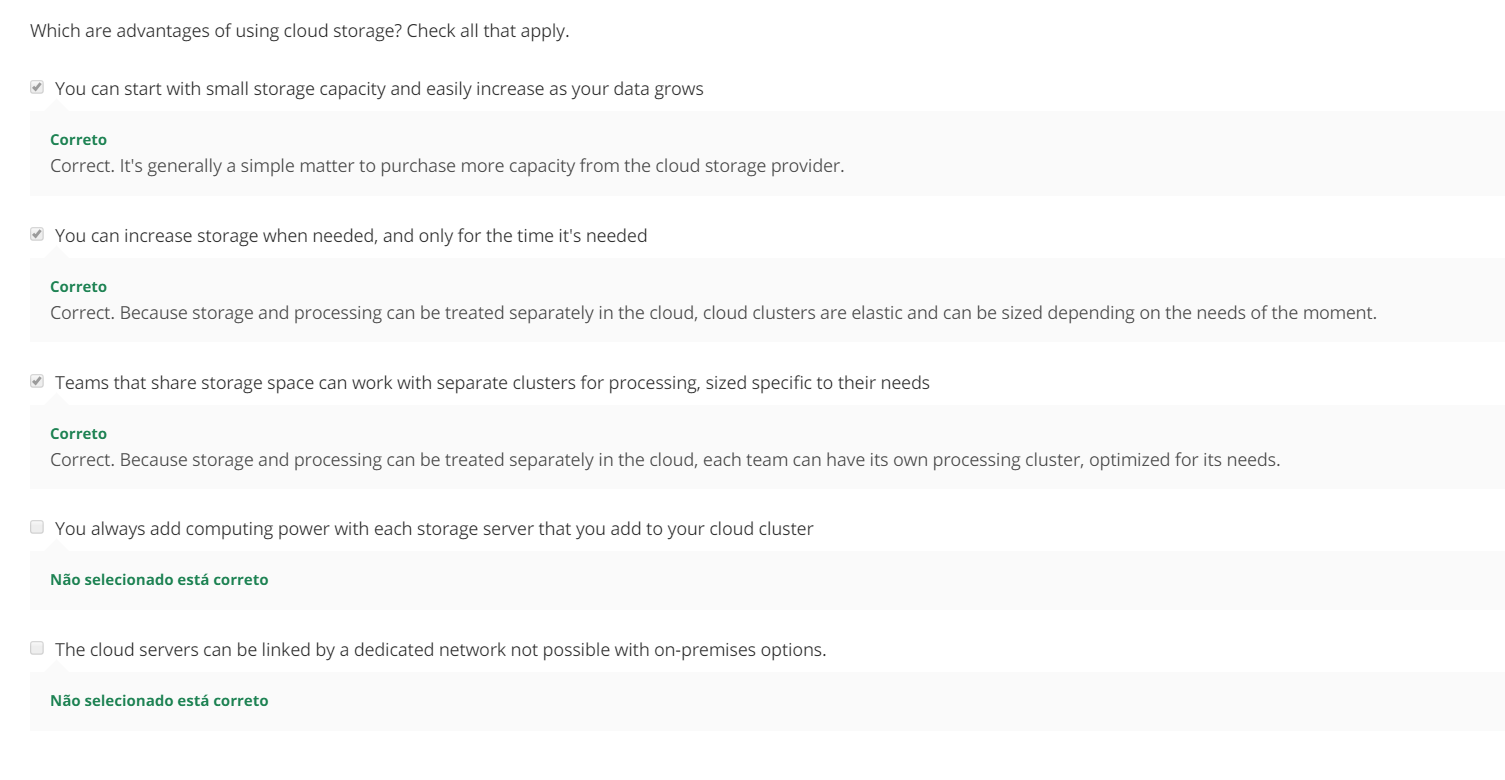 Which are advantages of using cloud storage? Check all that apply.
You can start with small storage capacity and easily increase as your data grows
Correto
Correct. It's generally a simple matter to purchase more capacity from the cloud storage provider.
You can increase storage when needed, and only for the time it's needed
Correto
Correct. Because storage and processing can be treated separately in the cloud, cloud clusters are elastic and can be sized depending on the needs of the moment.
Teams that share storage space can work with separate clusters for processing, sized specific to their needs
Correto
Correct. Because storage and processing can be treated separately in the cloud, each team can have its own processing cluster, optimized for its needs.
You always add computing power with each storage server that you add to your cloud cluster
Não selecionado está correto
The cloud servers can be linked by a dedicated network not possible with on-premises options.
Não selecionado está correto